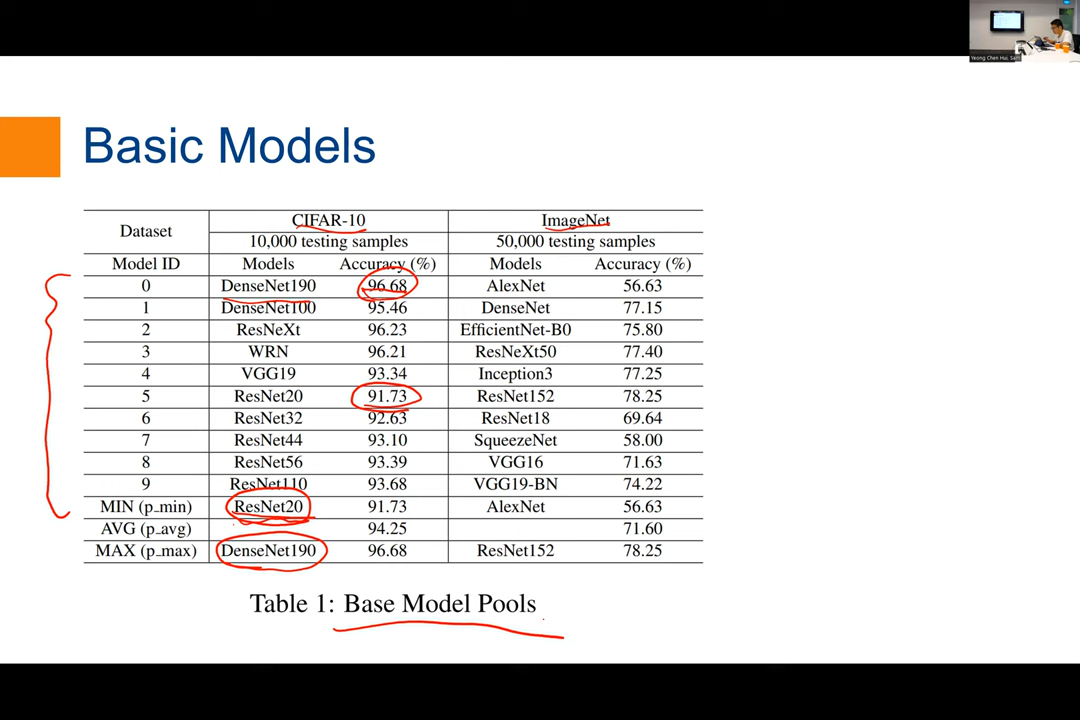 Yeong Chen Hui, Sam
Basic Models
Dataset CIFAR-10 ImageNet
10,000 testing samples 50,000 testing samples
Model ID Models Accuracy (%) Models Accuracy (%)
0 DenseNet190 96.68 AlexNet 56.63
1 DenseNet100 95.46 DenseNet 77.15
2 ResNeXt 96.23 EfficientNet-B0 75.80
3 WRN 96.21 ResNeXt50 77.40
4 VGG19 93.34 Inception3 77.25
5 ResNet20 91.73 ResNet152 78.25
6 ResNet32 92.63 ResNet18 69.64
7 ResNet44 93.10 SqueezeNet 58.00
8 ResNet56 93.39 VGG16 71.63
9 ResNet110 93.68 VGG19-BN 74.22
MIN (p_min) ResNet20 91.73 AlexNet 56.63
AVG (p_avg) 94.25 71.60
MAX (p_max) DenseNet190 96.68 ResNet152 78.25
Table 1: Base Model Pools